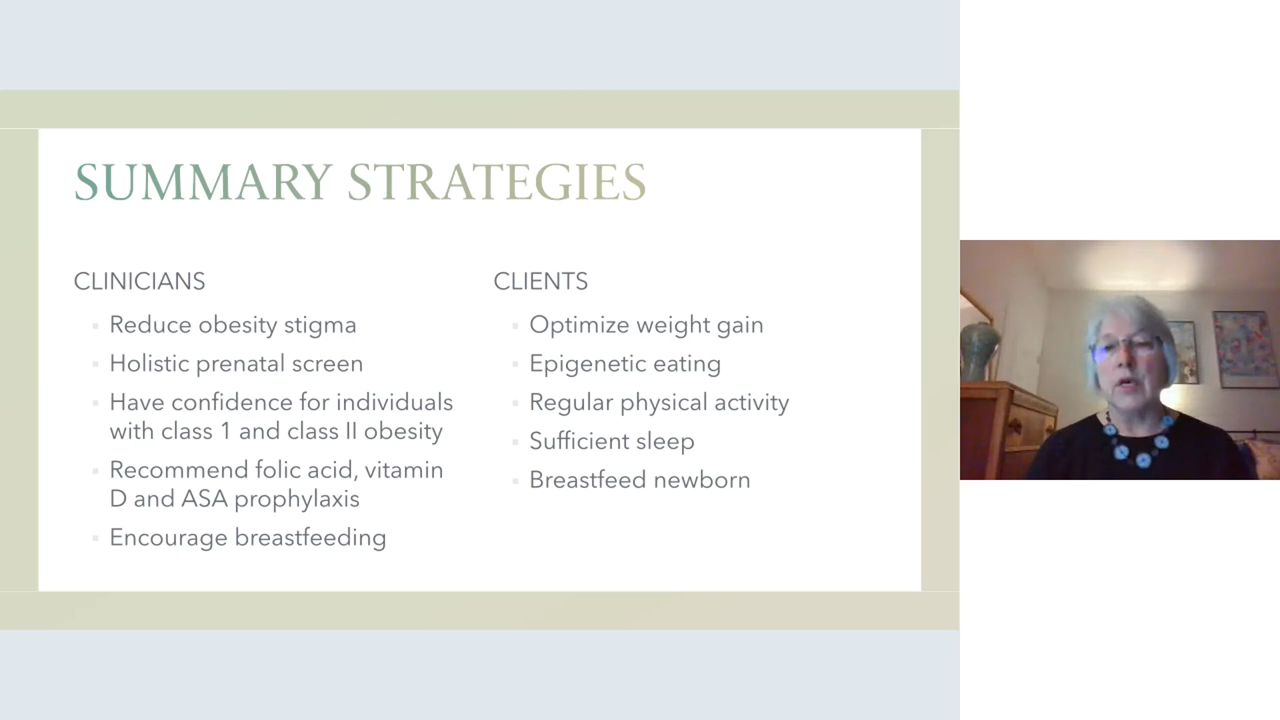 SUMMARY STRATEGIES
CLINICIANS
Reduce obesity stigma
Holistic prenatal screen
Have confidence for individuals
with class 1 and class II obesity
Recommend folic acid, vitamin
D and ASA prophylaxis
Encourage breastfeeding
CLIENTS
Optimize weight gain
Epigenetic eating
Regular physical activity
Sufficient sleep
Breastfeed newborn